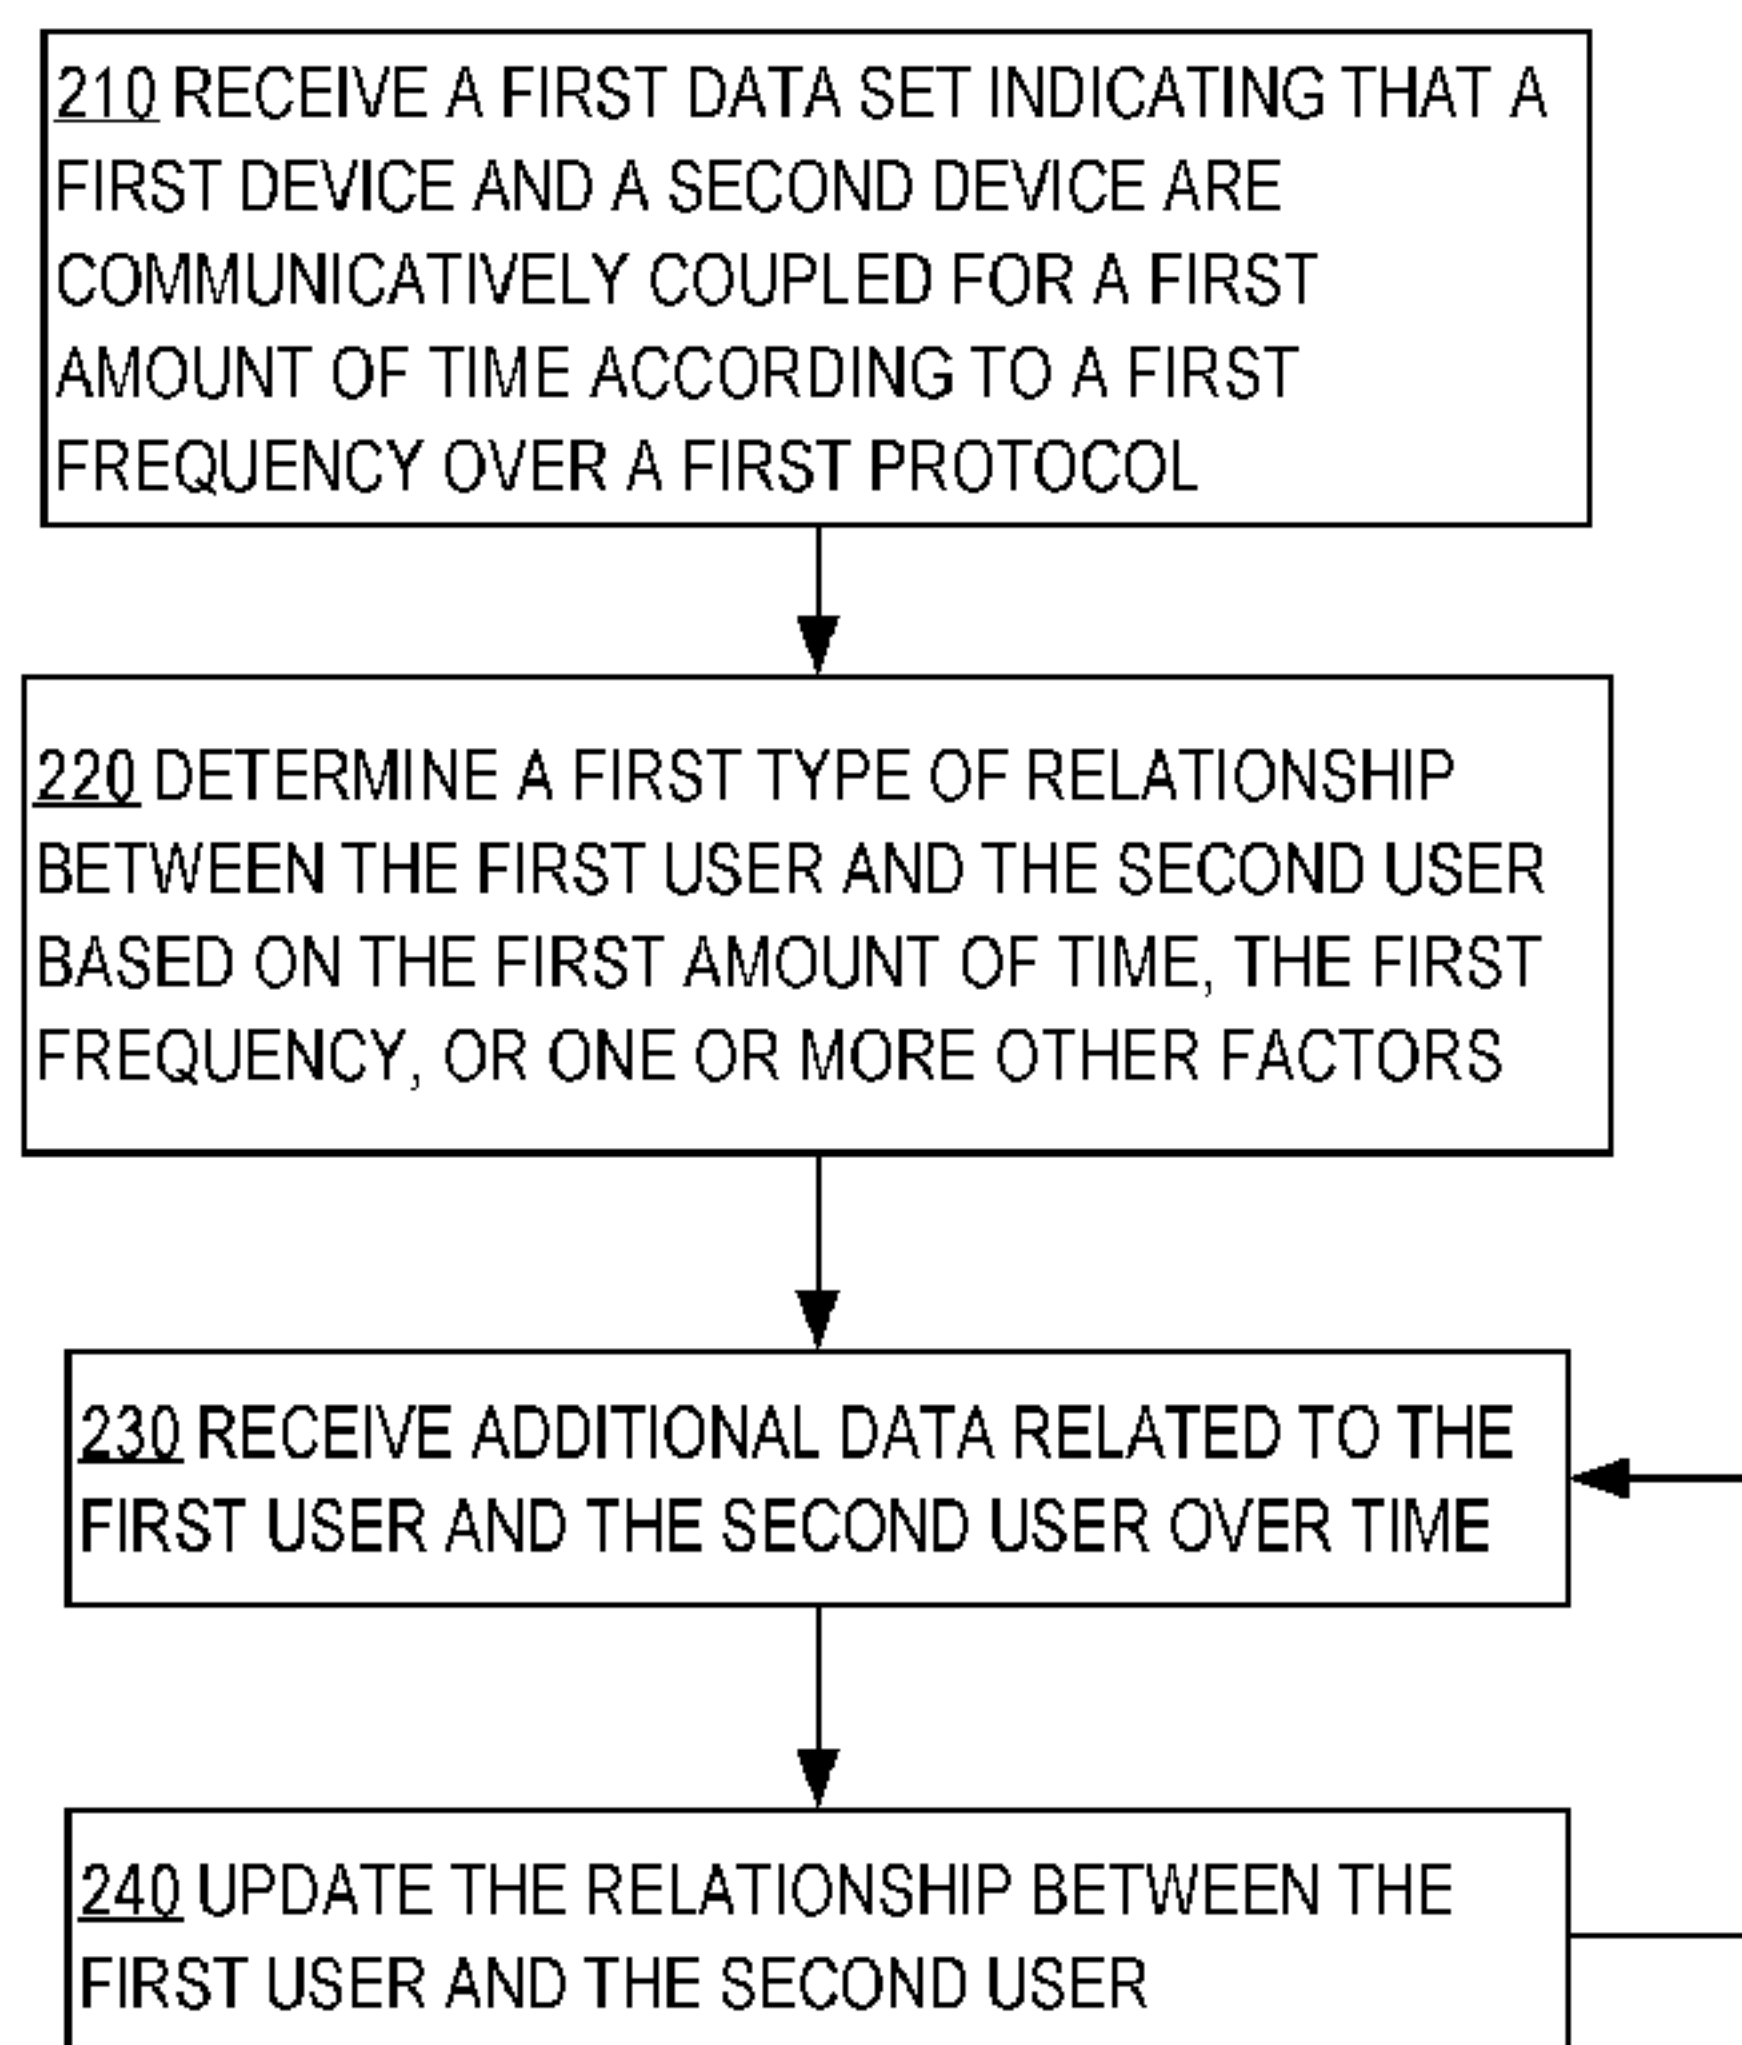 210 RECEIVE A FIRST DATA SET INDICATING THAT A
FIRST DEVICE AND A SECOND DEVICE ARE
COMMUNICATIVELY COUPLED FOR A FIRST
AMOUNT OF TIME ACCORDING TO A FIRST
FREQUENCY OVER A FIRST PROTOCOL
220 DETERMINE A FIRST TYPE OF RELATIONSHIP
BETWEEN THE FIRST USER AND THE SECOND USER
BASED ON THE FIRST AMOUNT OF TIME, THE FIRST
FREQUENCY, OR ONE OR MORE OTHER FACTORS
230 RECEIVE ADDITIONAL DATA RELATED TO THE
FIRST USER AND THE SECOND USER OVER TIME
240 UPDATE THE RELATIONSHIP BETWEEN THE
FIRST USER AND THE SECOND USER